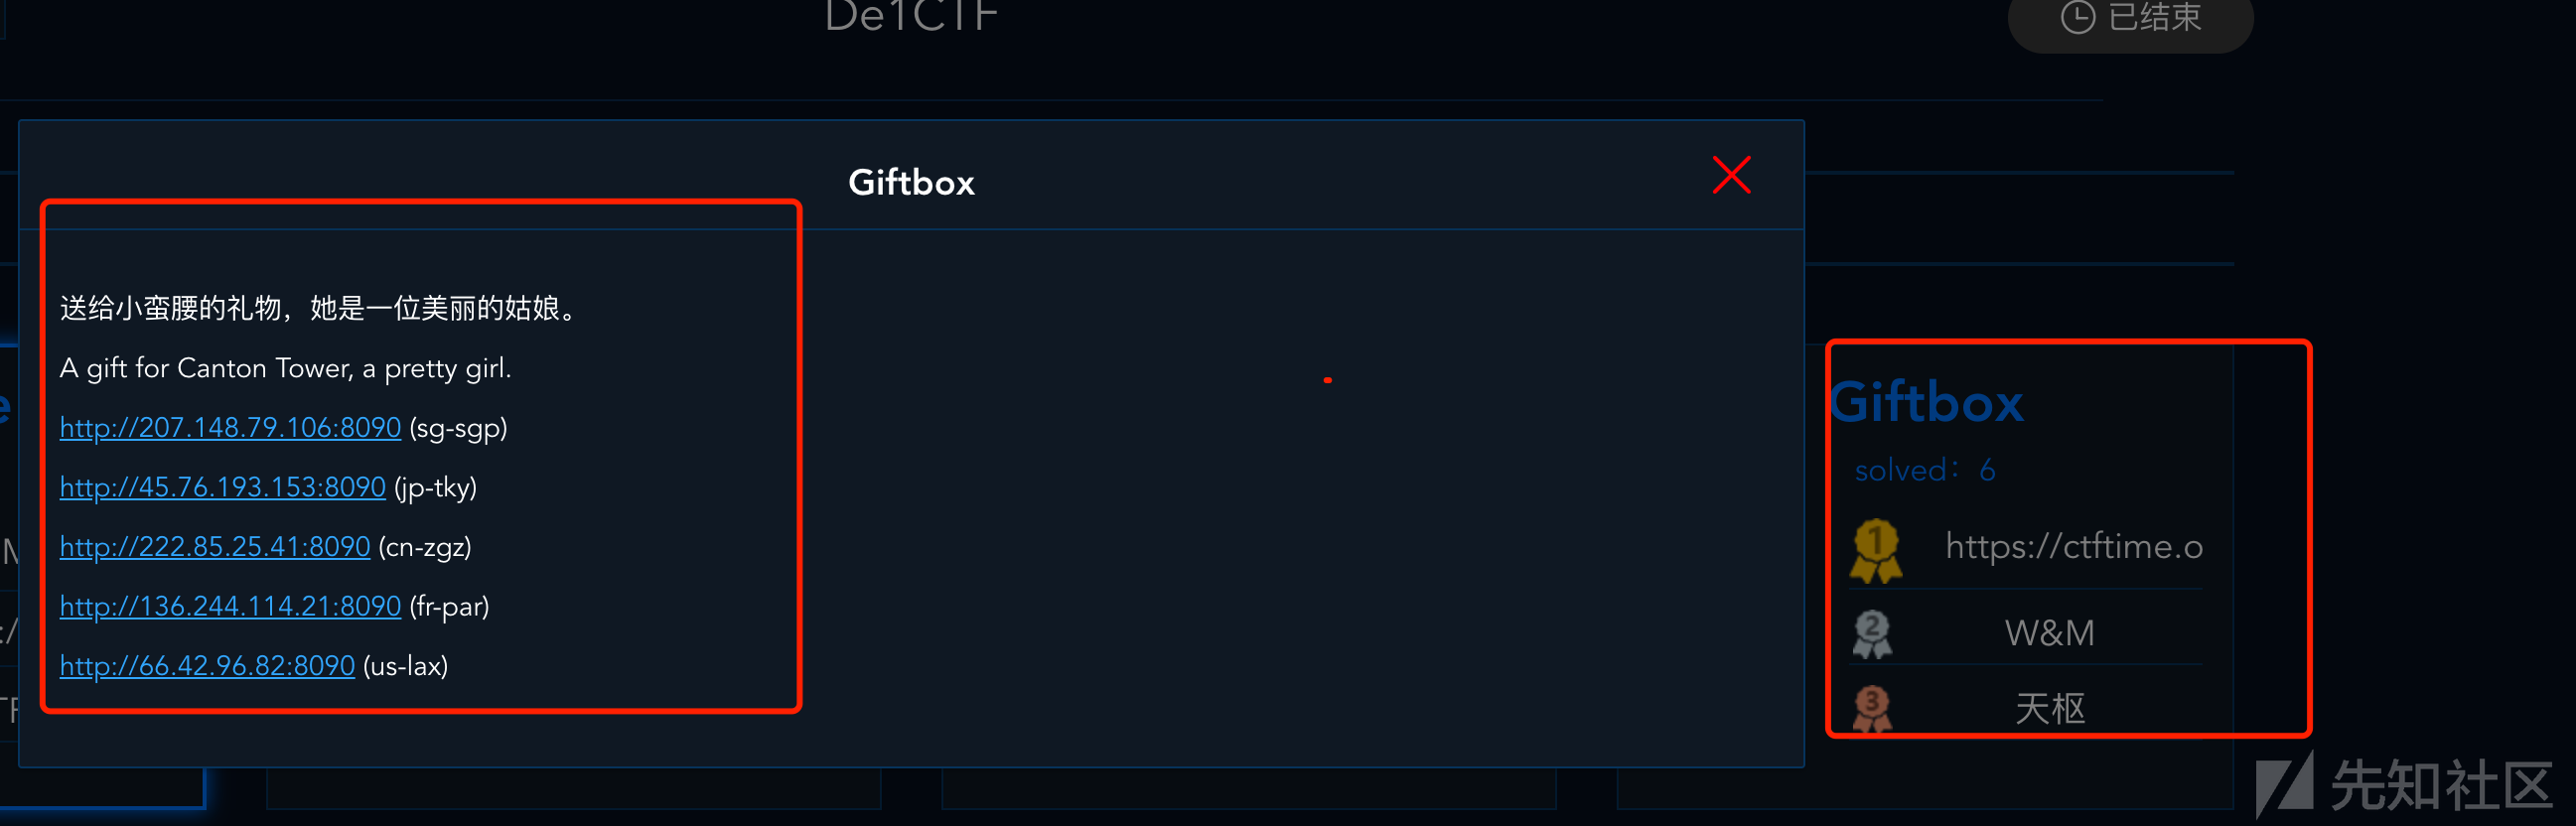 De1CTF
已结束
Giftbox
送给小蛮腰的礼物，她是一位美丽的姑娘。
A gift for Canton Tower, a pretty girl.
http://207.148.79.106:8090 (sg-sgp)
http://45.76.193.153:8090 (jp-tky)
http://222.85.25.41:8090 (cn-zgz)
http://136.244.114.21:8090 (fr-par)
http://66.42.96.82:8090 (us-lax)
Giftbox
solved： 6
1 https://ctftime.o
2 W&M
3 天枢
先知社区